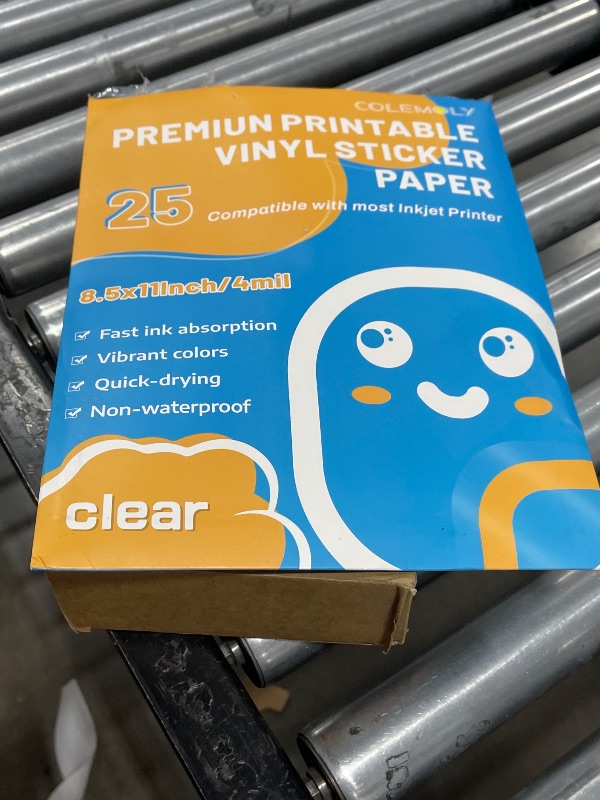 COLEMOLY
PREMIUN PRINTABLE
VINYL STICKER
PAPER
25
Compatible with most Inkjet Printer
8.5x11Inch/4mil
Fast ink absorption
Vibrant colors
Quick-drying
Non-waterproof
clear